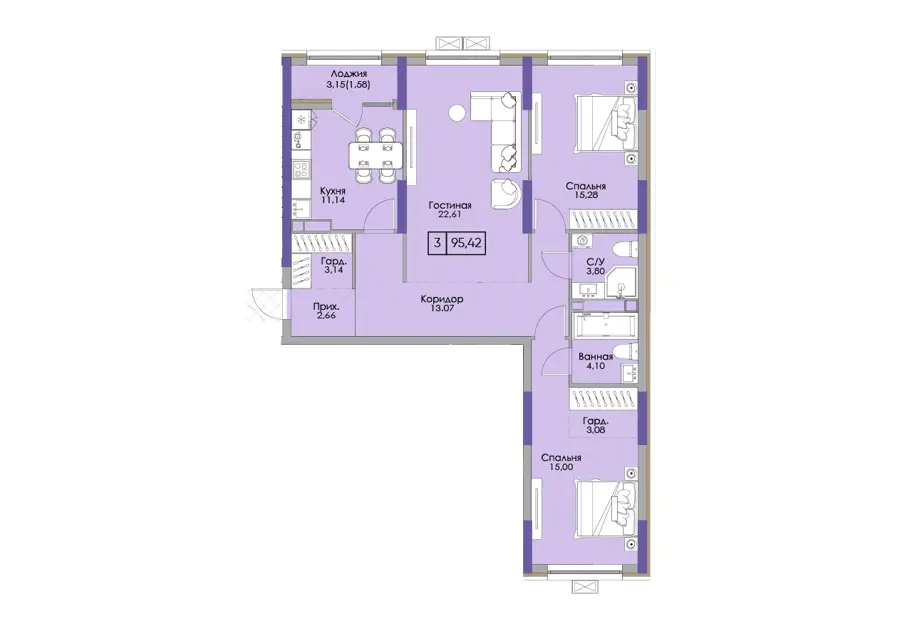 Лоджия
3,15(1,58)
Кухня
11,14
Гостиная
22,61
Спальня
15,28
3 95,42
Гард.
3,14
С/У
3,80
Прих.
2,66
Коридор
13,07
Ванная
4,10
Гард.
3,08
Спальня
15,00